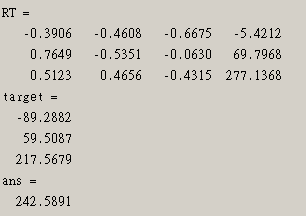 RT =
-0.3906 -0.4608 -0.6675 -5.4212
0.7649 -0.5351 -0.0630 69.7968
0.5123 0.4656 -0.4315 277.1368
target =
-89.2882
59.5087
217.5679
ans =
242.5891